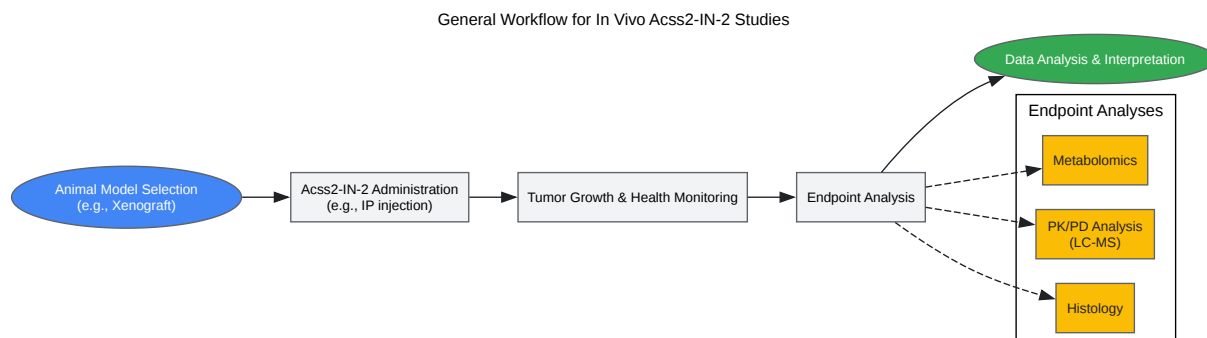 General Workflow for In Vivo Acss2-IN-2 Studies
Data Analysis & Interpretation
Endpoint Analyses
Animal Model Selection
(e.g., Xenograft)
Acss2-IN-2 Administration
(e.g., IP injection)
Tumor Growth & Health Monitoring
Endpoint Analysis
Metabolomics
PK/PD Analysis
(LC-MS)
Histology